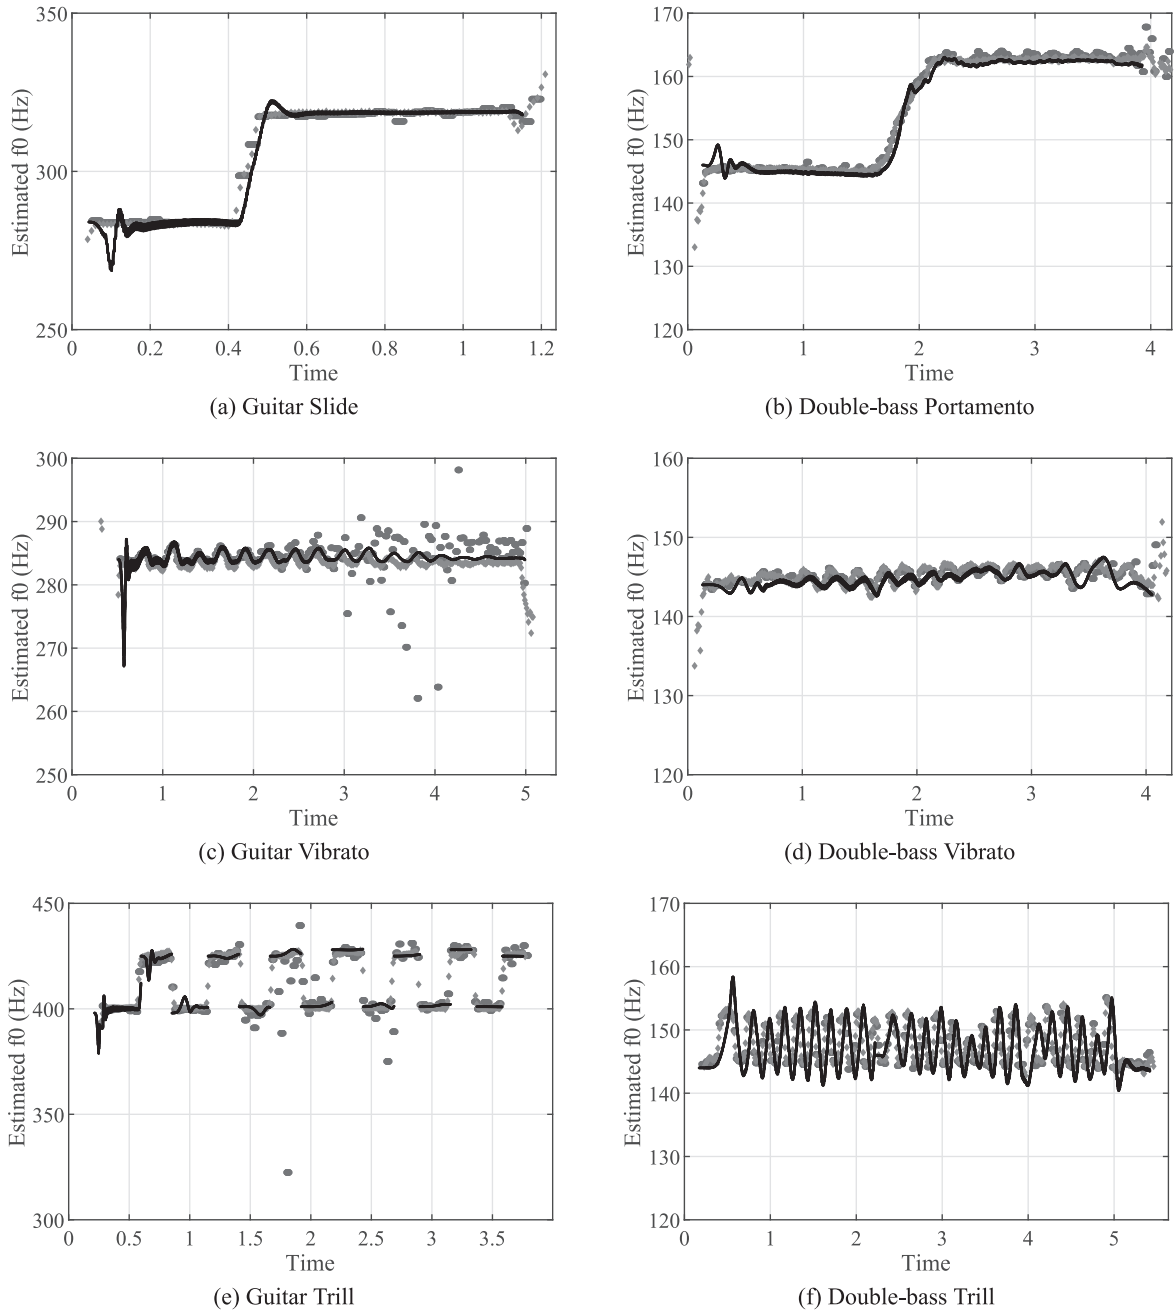 350
300
250
Estimated f0 (Hz)
0 0.2 0.4 0.6 0.8 1 1.2
Time
(a) Guitar Slide
170
160
150
140
130
120
Estimated f0 (Hz)
0 1 2 3 4
Time
(b) Double-bass Portamento
300
290
280
270
260
250
Estimated f0 (Hz)
0 1 2 3 4 5
Time
(c) Guitar Vibrato
160
150
140
130
120
Estimated f0 (Hz)
0 1 2 3 4
Time
(d) Double-bass Vibrato
450
400
350
300
Estimated f0 (Hz)
0 0.5 1 1.5 2 2.5 3 3.5
Time
(e) Guitar Trill
170
160
150
140
130
120
Estimated f0 (Hz)
0 1 2 3 4 5
Time
(f) Double-bass Trill